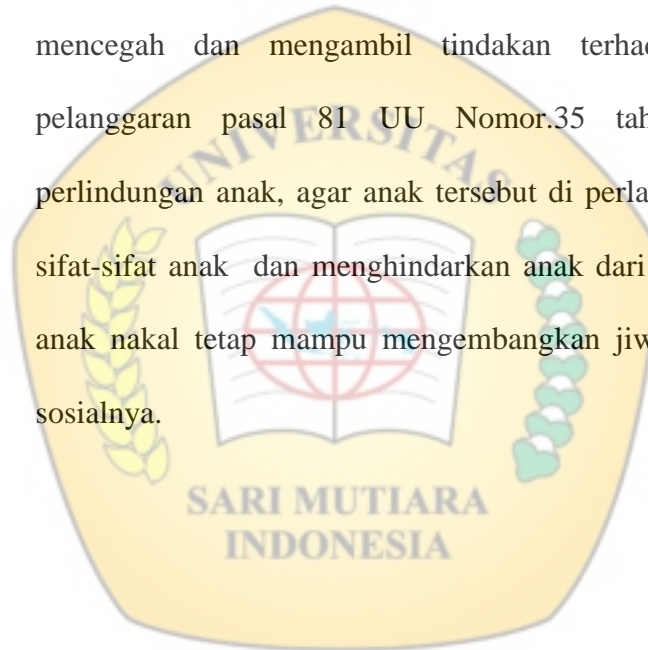 mencegah dan mengambil tindakan
pelanggaran pasal 81 UU Nomor.35
UNIVERSITAS
perlindungan anak, agar anak tersebut di
sifat-sifat anak dan menghindarkan anak dari
anak nakal tetap mampu mengembangkan
sosialnya.
SARI MUTIARA
INDONESIA